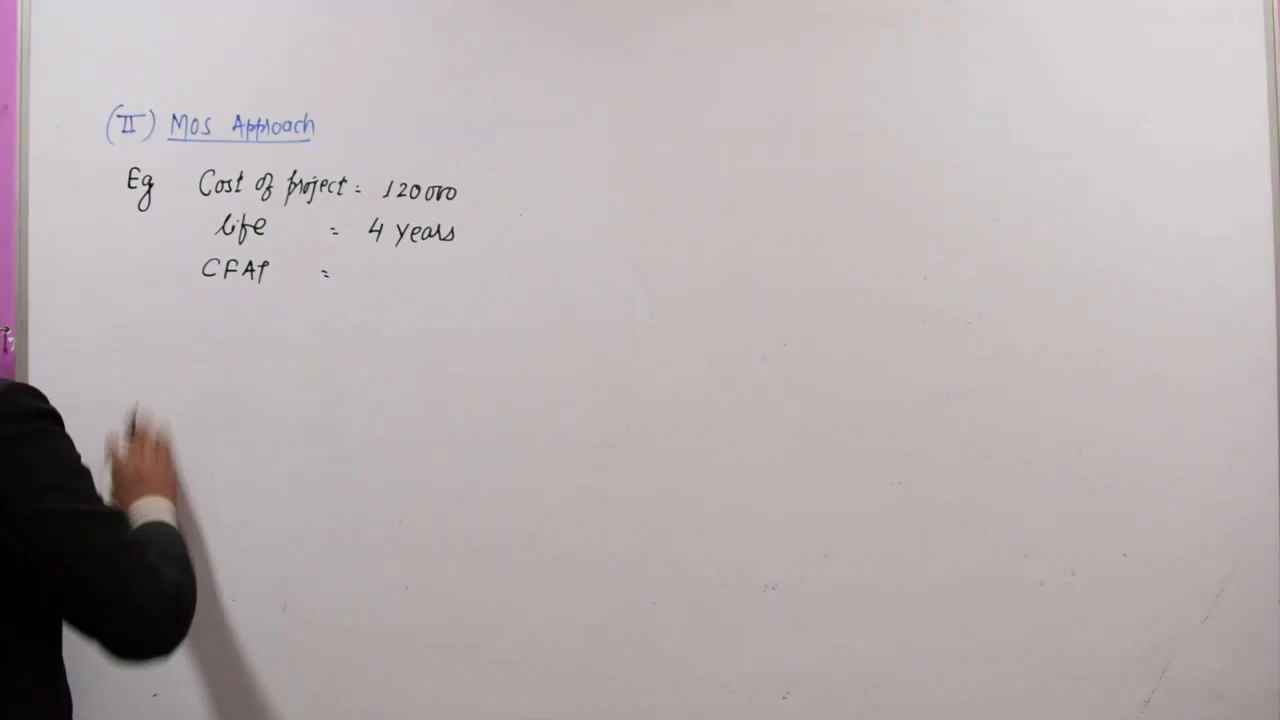 (II) MOS Approach
Eg Cost of project = 120000
life = 4 years
CFAT =